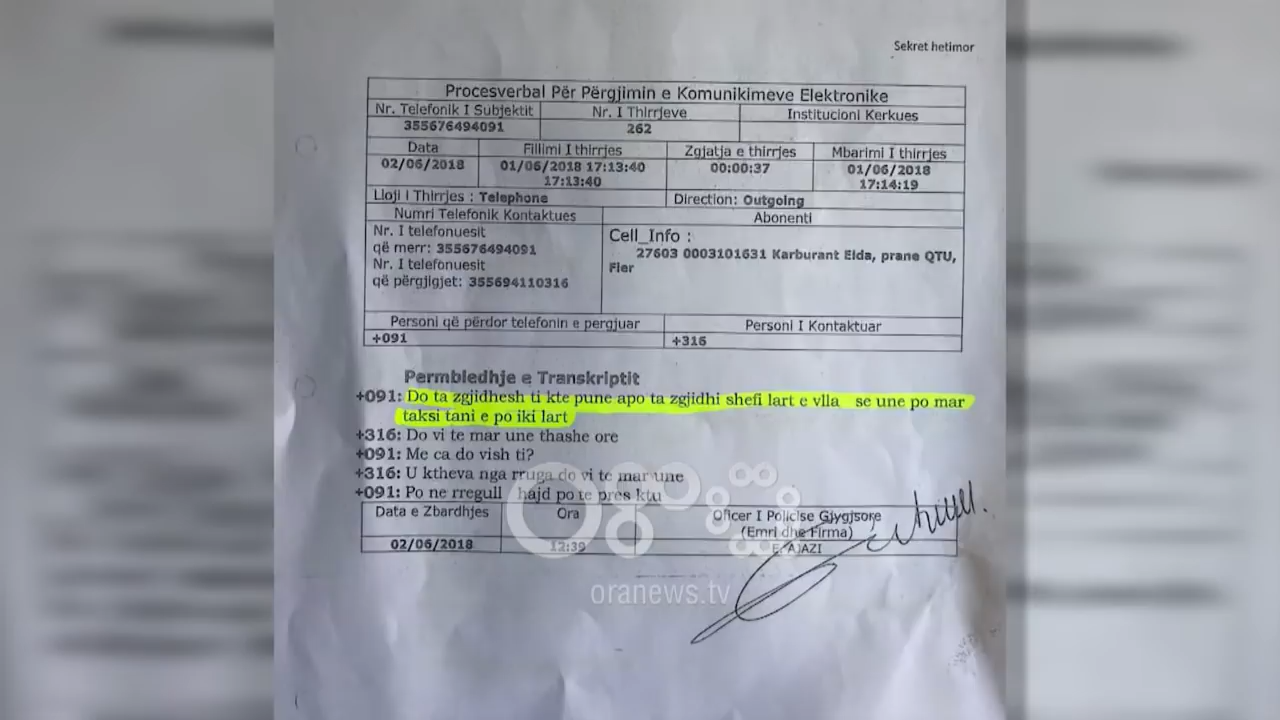 Sekret hetimor
Procesverbal Për Përgjimin e Komunikimeve Elektronike
Nr. Telefonik I Subjektit Nr. I Thirrjeve Institucioni Kerkues
355676494091 262
Data Fillimi I thirrjes Zgjatja e thirrjes Mbarimi I thirrjes
02/06/2018 01/06/2018 17:13:40 00:00:37 01/06/2018
17:13:40 17:14:19
Lloji i Thirrjes : Telephone Direction: Outgoing
Numri Telefonik Kontaktues Abonenti
Nr. I telefonuesit
që merr: 355676494091
Nr. I telefonuesit
që përgjigjet: 355694110316
Cell_Info :
27603 0003101631 Karburant Elda, prane QTU,
Fier
Personi që përdor telefonin e pergjuar Personi I Kontaktuar
+091 +316
Permbledhje e Transkriptit
+091: Do ta zgjidhesh ti kte pune apo ta zgjidhi shefi lart e vlla se une po mar
taksi tani e po iki lart
+316: Do vi te mar une thashe ore
+091: Me ca do vish ti?
+316: U ktheva nga rruga do vi te mar une
+091: Po ne rregull hajd po te pres ktu
Data e Zbardhjes Ora Oficer I Policise Gjygjsore
(Emri dhe Firma)
02/06/2018 12:39 E. AJAZI
oranews.tv